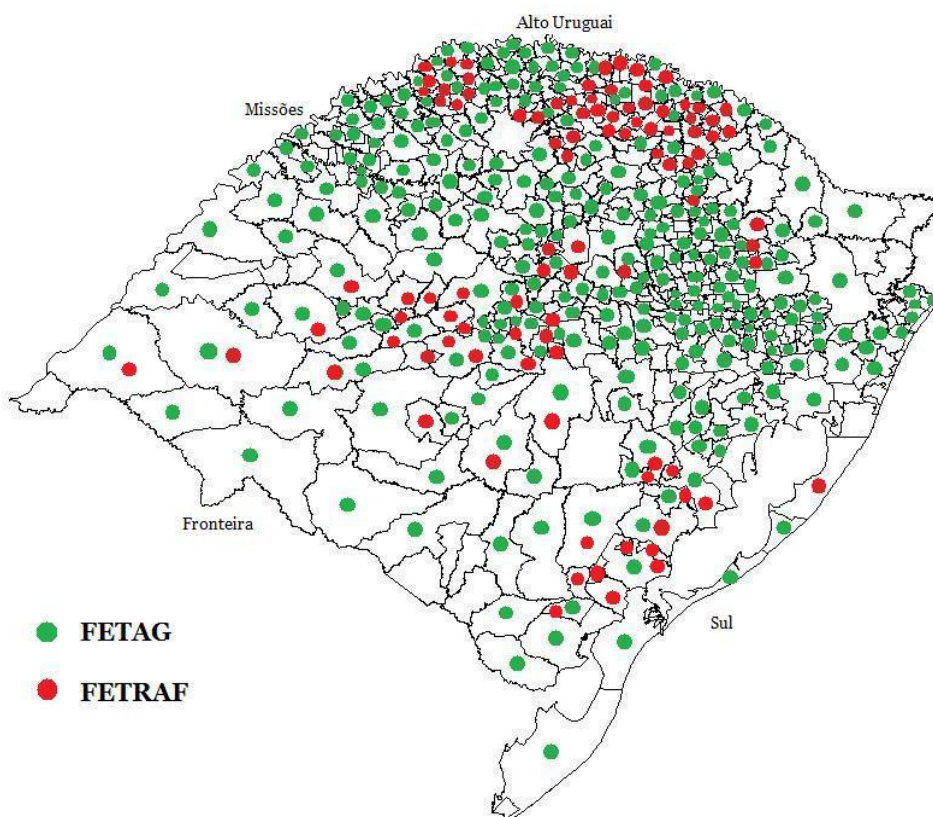 Alto Uruguai
Missões
Fronteira
Sul
FETAG
FETRAF